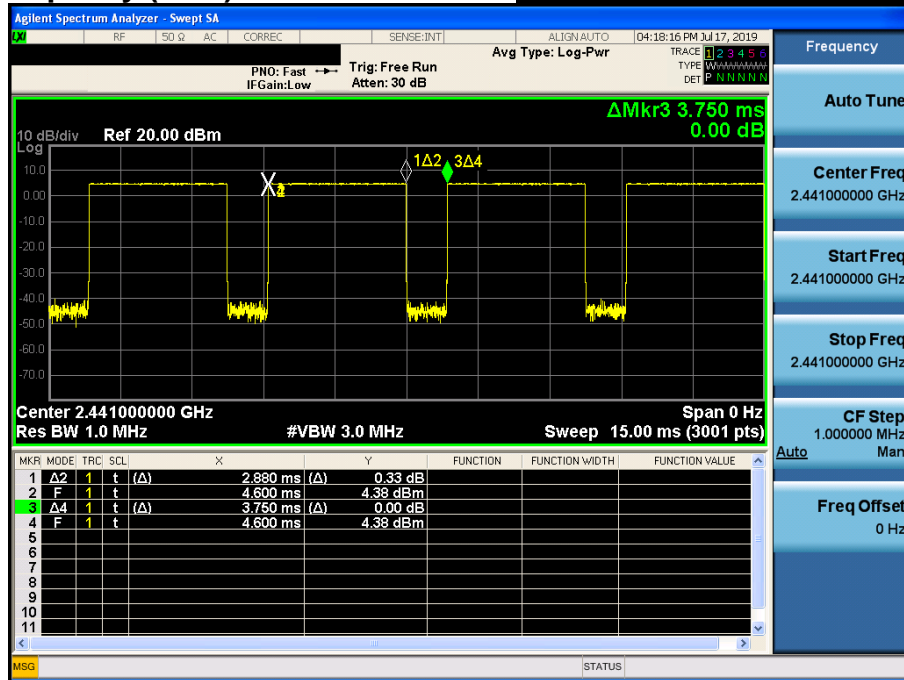 Agilent Spectrum Analyzer - Swept SA
LXI RF 50 Ω AC CORREC SENSE:INT ALIGN AUTO 04:18:16 PM Jul 17, 2019
Frequency
Avg Type: Log-Pwr TRACE 1 2 3 4 5 6
PNO: Fast Trig: Free Run TYPE WWWWWW
IFGain:Low Atten: 30 dB DET P N N N N N
Auto Tune
ΔMkr3 3.750 ms
10 dB/div Ref 20.00 dBm 0.00 dB
Log
10.0
0.00
-10.0
-20.0
-30.0
-40.0
-50.0
-60.0
-70.0
1Δ2 3Δ4
X
Center Freq
2.441000000 GHz
Start Freq
2.441000000 GHz
Stop Freq
2.441000000 GHz
Center 2.441000000 GHz Span 0 Hz
Res BW 1.0 MHz #VBW 3.0 MHz Sweep 15.00 ms (3001 pts)
CF Step
1.000000 MHz
Auto Man
MKR MODE TRC SCL X Y FUNCTION FUNCTION WIDTH FUNCTION VALUE
1 Δ2 1 t (Δ) 2.880 ms (Δ) 0.33 dB
2 F 1 t 4.600 ms 4.38 dBm
3 Δ4 1 t (Δ) 3.750 ms (Δ) 0.00 dB
4 F 1 t 4.600 ms 4.38 dBm
5
6
7
8
9
10
11
Freq Offset
0 Hz
MSG STATUS